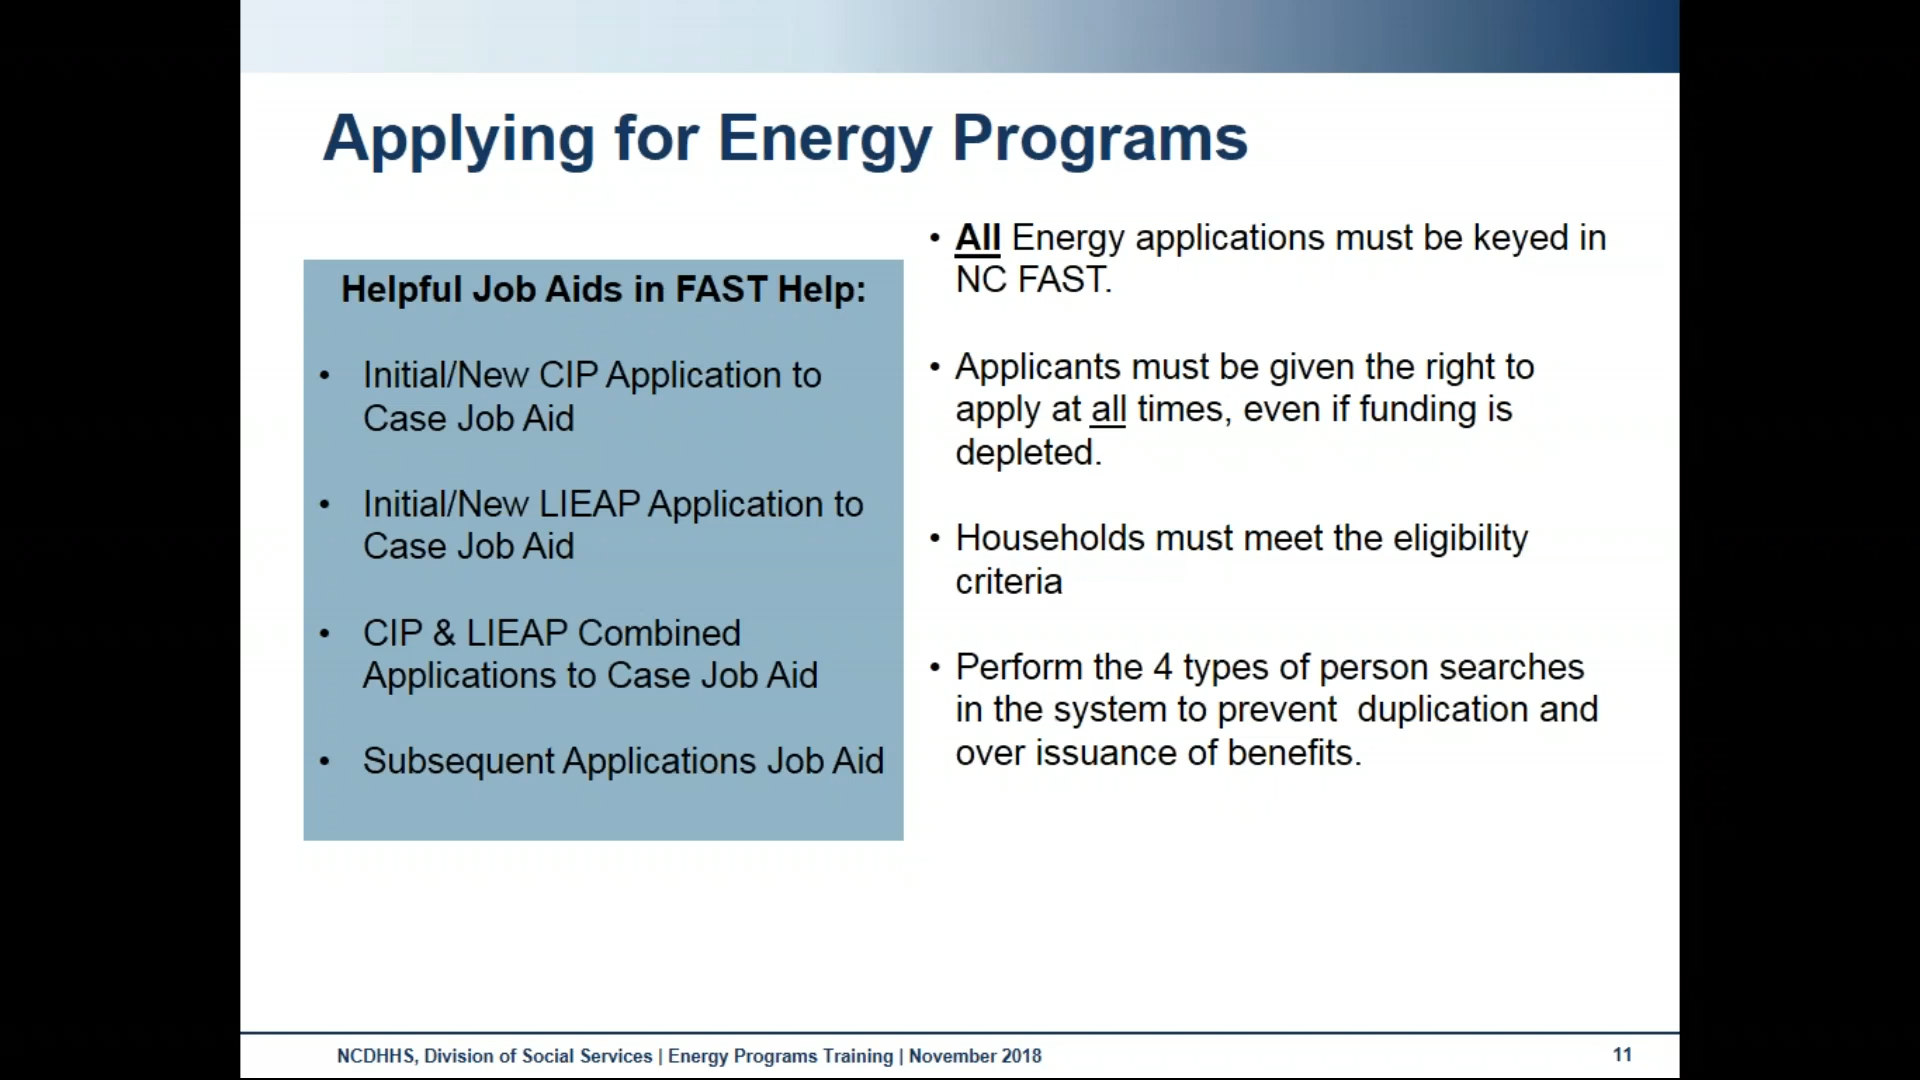 Applying for Energy Programs
Helpful Job Aids in FAST Help:
• Initial/New CIP Application to
Case Job Aid
• Initial/New LIEAP Application to
Case Job Aid
• CIP & LIEAP Combined
Applications to Case Job Aid
• Subsequent Applications Job Aid
• All Energy applications must be keyed in
NC FAST.
• Applicants must be given the right to
apply at all times, even if funding is
depleted.
• Households must meet the eligibility
criteria
• Perform the 4 types of person searches
in the system to prevent  duplication and
over issuance of benefits.
NCDHHS, Division of Social Services | Energy Programs Training | November 2018
11